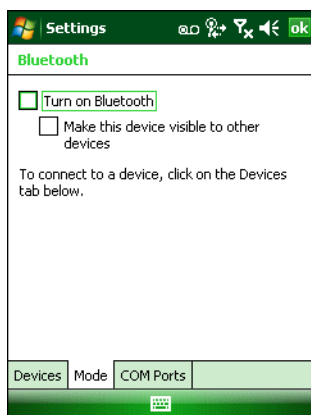 Settings
ok
Bluetooth
Turn on Bluetooth
Make this device visible to other
devices
To connect to a device, click on the Devices
tab below.
Devices Mode COM Ports